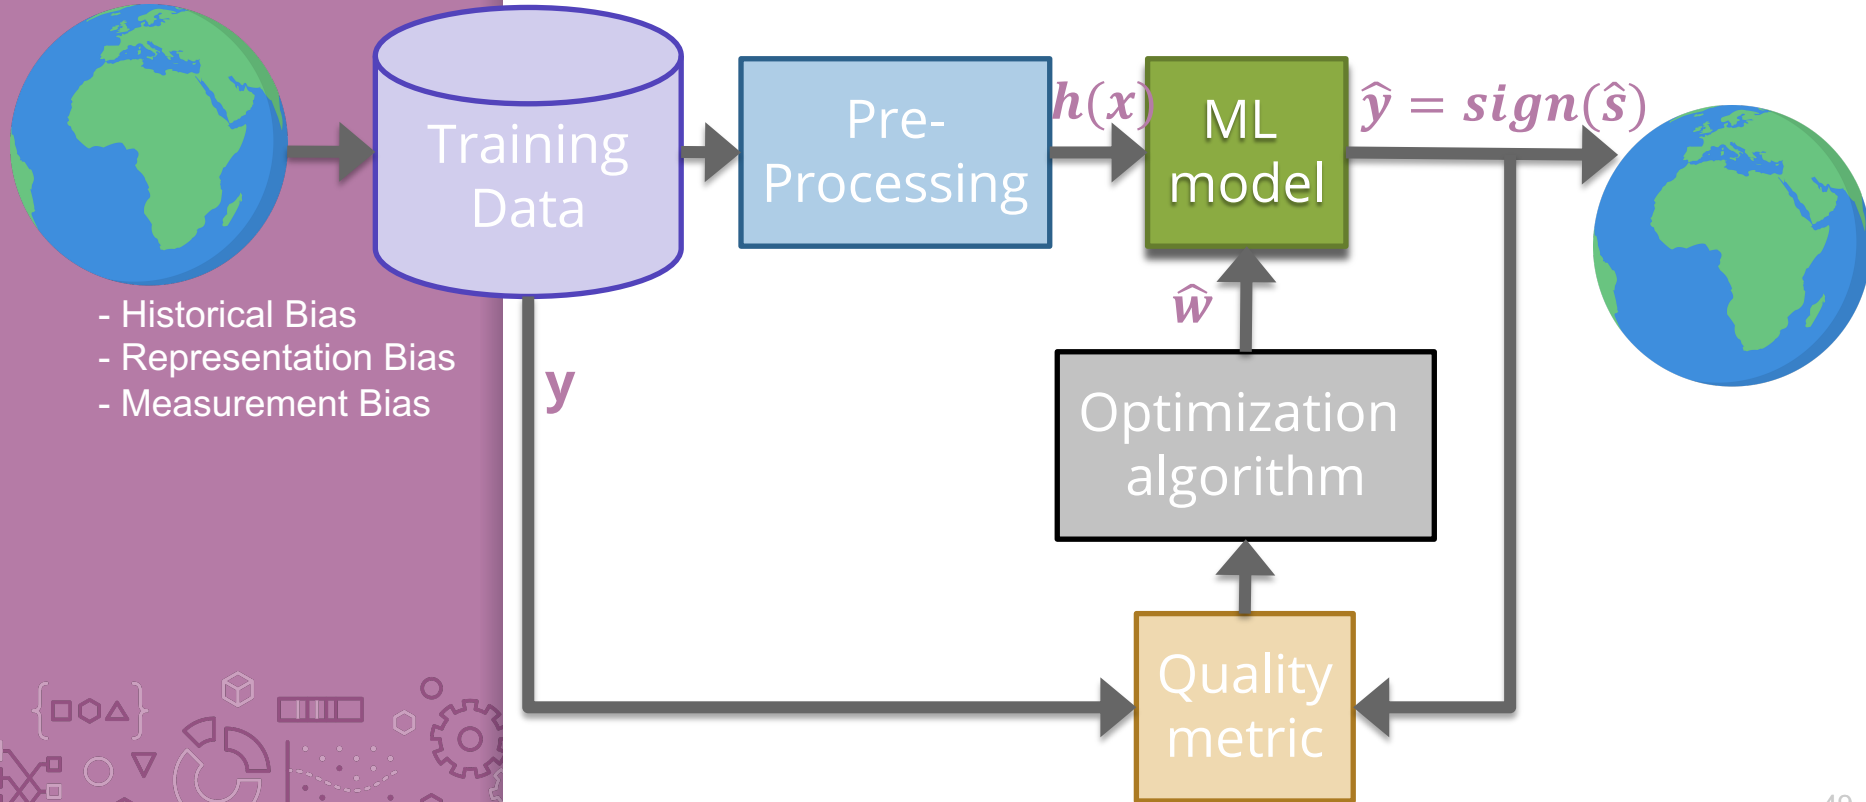 Training
Data
Pre-
Processing
h(x)
ML
model
ŷ = sign(ŝ)
- Historical Bias
- Representation Bias
- Measurement Bias
y
ŵ
Optimization
algorithm
Quality
metric